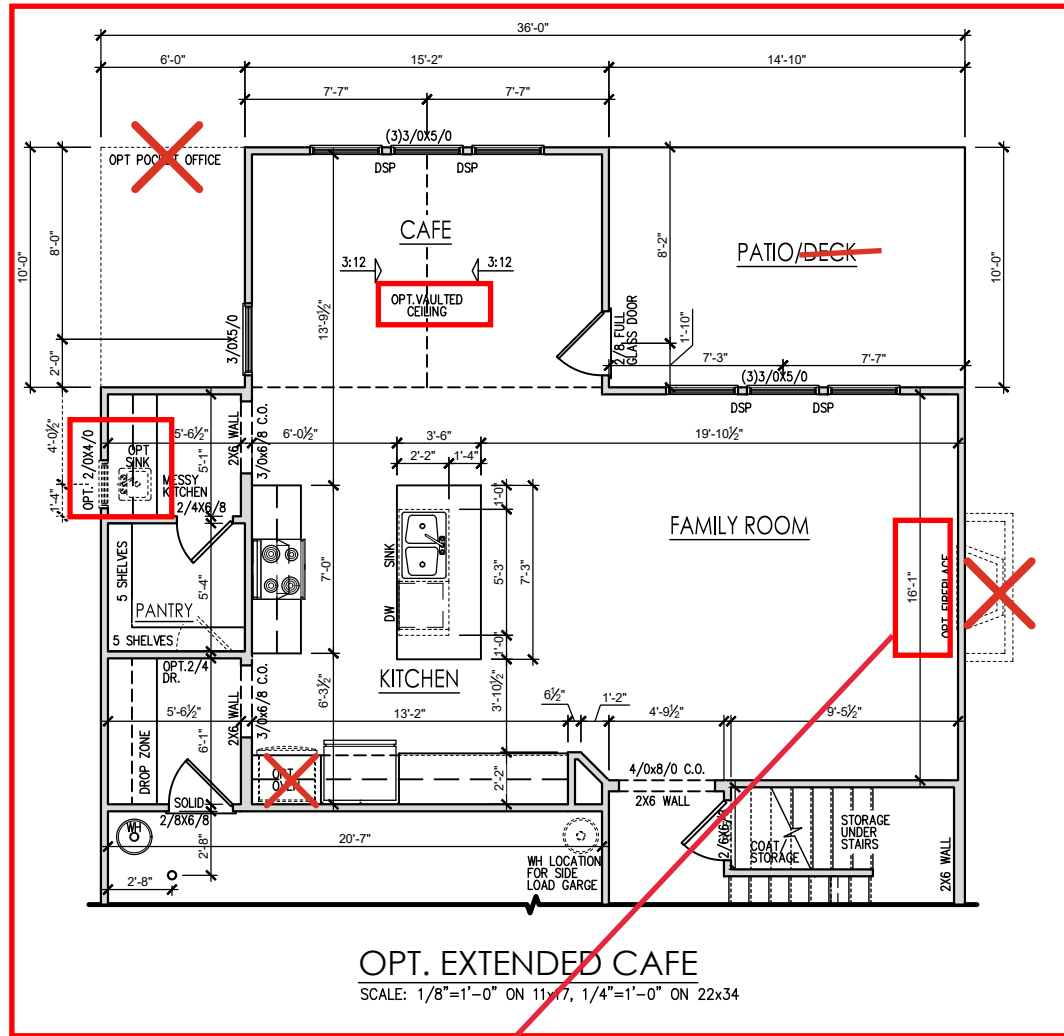 36'-0"
6'-0"
15'-2"
14'-10"
7'-7"
7'-7"
(3)3/0X5/0
OPT POCKET OFFICE
DSP
DSP
10'-0"
8'-0"
CAFE
8'-2"
10'-0"
PATIO/DECK
3:12
3:12
OPT.VAULTED
CEILING
13'-9½"
3/0X5/0
2/8 FULL
GLASS DOOR
1'-10"
2'-0"
7'-3"
7'-7"
(3)3/0X5/0
DSP
DSP
4'-0½"
OPT. 2/0X4/0
5'-6½"
2X6 WALL
3/0x6/8 C.O.
6'-0½"
3'-6"
19'-10½"
OPT
SINK
5'-1"
2'-2"
1'-4"
MESSY
KITCHEN
1'-4"
2/4X6/8
1'-0"
FAMILY ROOM
5 SHELVES
5'-4"
7'-0"
SINK
5'-3"
7'-3"
16'-1"
OPT. FIREPLACE
PANTRY
DW
5 SHELVES
1'-0"
OPT.2/4
DR.
KITCHEN
3'-10½"
5'-6½"
2X6 WALL
3/0x6/8 C.O.
6'-3½"
13'-2"
6½"
1'-2"
4'-9½"
9'-5½"
DROP ZONE
6'-1"
OPT.
OVEN
2'-2"
4/0x8/0 C.O.
2X6 WALL
SOLID
2/8X6/8
WH
2'-8"
20'-7"
2/6X6/8
COAT/
STORAGE
STORAGE
UNDER
STAIRS
2X6 WALL
2'-8"
WH LOCATION
FOR SIDE
LOAD GARGE
OPT. EXTENDED CAFE
SCALE: 1/8"=1'-0" ON 11x17, 1/4"=1'-0" ON 22x34